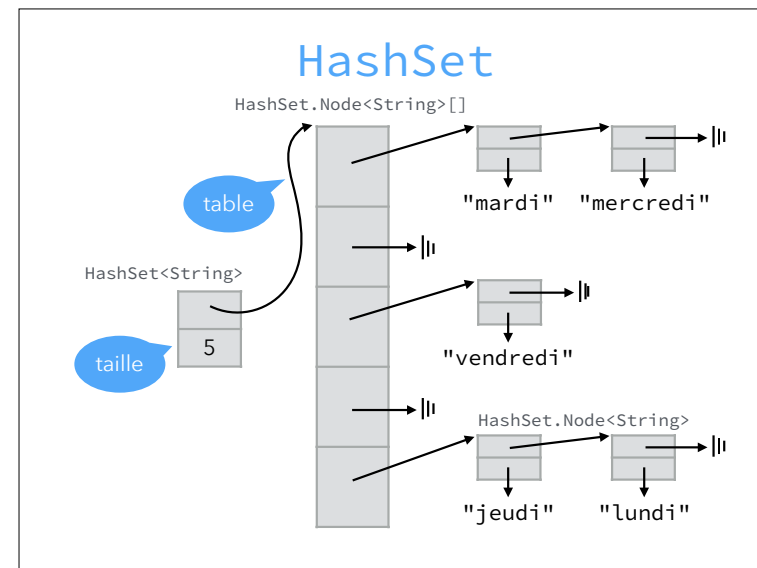 HashSet
HashSet.Node<String>[]
table
"mardi" "mercredi"
HashSet<String>
5
taille
"vendredi"
HashSet.Node<String>
"jeudi" "lundi"